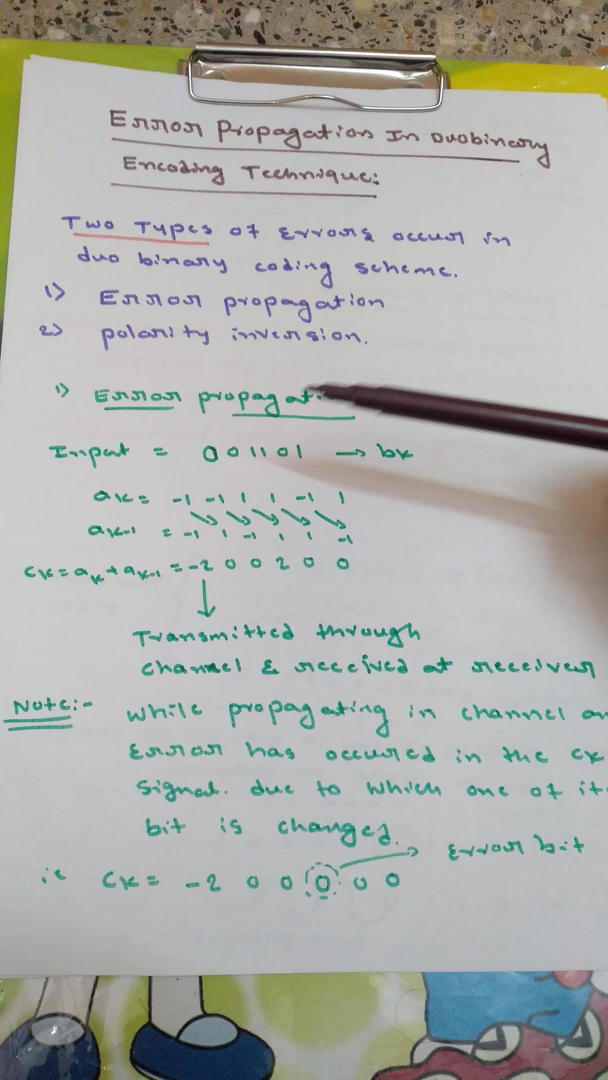 Error Propagation In Duobinary
Encoding Technique:
Two Types of Errors occur in
duo binary coding scheme.
1) Error propagation
2) polarity inversion.
1) Error propagat
Input = 001101 → bk
ak = -1 -1 1 1 -1 1
ak-1 = -1 1 -1 1 1 -1
Ck = ak + ak-1 = -2 0 0 2 0 0
Transmitted through
channel & received at receiver
Note:- while propagating in channel an
Error has occured in the ck
signal. due to which one of it
bit is changed.
Error bit
ie Ck = -2 0 0 0 0 0